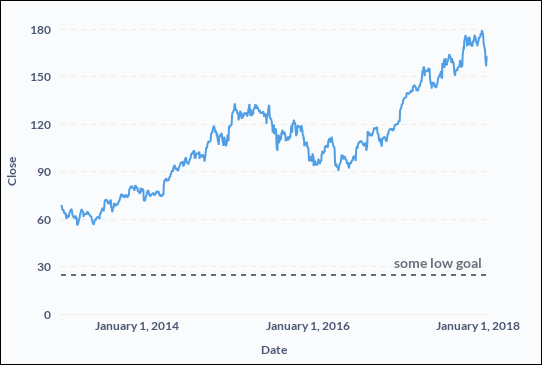 180
150
120
90
60
30
0
Close
some low goal
January 1, 2014
January 1, 2016
January 1, 2018
Date